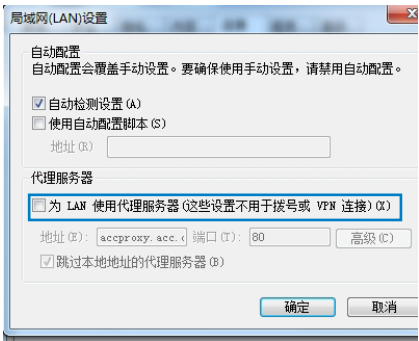 局域网(LAN)设置
自动配置
自动配置会覆盖手动设置。要确保使用手动设置，请禁用自动配置。
自动检测设置(A)
使用自动配置脚本(S)
地址(R)
代理服务器
为 LAN 使用代理服务器(这些设置不用于拨号或 VPN 连接)(X)
地址(E): accproxy.acc.( 端口(T): 80 高级(C)
跳过本地地址的代理服务器(B)
确定 取消